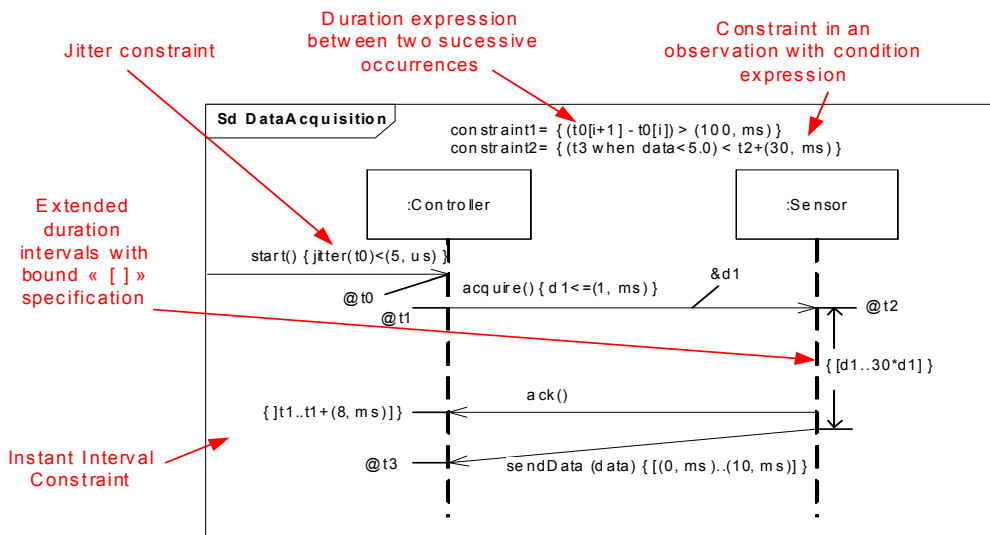 Duration expression
between two sucessive
occurrences
Constraint in an
observation with condition
expression
Jitter constraint
Sd DataAcquisition
constraint1= { (t0[i+1] - t0[i]) > (100, ms) }
constraint2= { (t3 when data<5.0) < t2+(30, ms) }
:Controller
:Sensor
Extended
duration
intervals with
bound « [ ] »
specification
start() { jitter(t0)<(5, us) }
&d1
acquire() { d1<=(1, ms) }
@t0
@t1
@t2
{ [d1..30*d1] }
ack()
{ ]t1..t1+(8, ms)] }
Instant Interval
Constraint
@t3
sendData (data) { [(0, ms)..(10, ms)] }